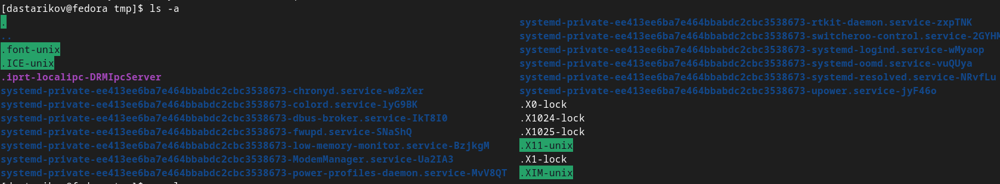 [dastarikov@fedora tmp]$ ls -a
.
..
.font-unix
.ICE-unix
.iprt-localipc-DRMIpcServer
systemd-private-ee413ee6ba7e464bbabdc2cbc3538673-chronyd.service-w8zXer
systemd-private-ee413ee6ba7e464bbabdc2cbc3538673-colord.service-lyG9BK
systemd-private-ee413ee6ba7e464bbabdc2cbc3538673-dbus-broker.service-IkT8I0
systemd-private-ee413ee6ba7e464bbabdc2cbc3538673-fwupd.service-SNaShQ
systemd-private-ee413ee6ba7e464bbabdc2cbc3538673-low-memory-monitor.service-BzjkgM
systemd-private-ee413ee6ba7e464bbabdc2cbc3538673-ModemManager.service-Ua2IA3
systemd-private-ee413ee6ba7e464bbabdc2cbc3538673-power-profiles-daemon.service-MvV8QT
systemd-private-ee413ee6ba7e464bbabdc2cbc3538673-rtkit-daemon.service-zxpTNK
systemd-private-ee413ee6ba7e464bbabdc2cbc3538673-switcheroo-control.service-2GYHM
systemd-private-ee413ee6ba7e464bbabdc2cbc3538673-systemd-logind.service-wMyaop
systemd-private-ee413ee6ba7e464bbabdc2cbc3538673-systemd-oomd.service-vuQUya
systemd-private-ee413ee6ba7e464bbabdc2cbc3538673-systemd-resolved.service-NRvfLu
systemd-private-ee413ee6ba7e464bbabdc2cbc3538673-upower.service-jyF46o
.X0-lock
.X1024-lock
.X1025-lock
.X11-unix
.X1-lock
.XIM-unix